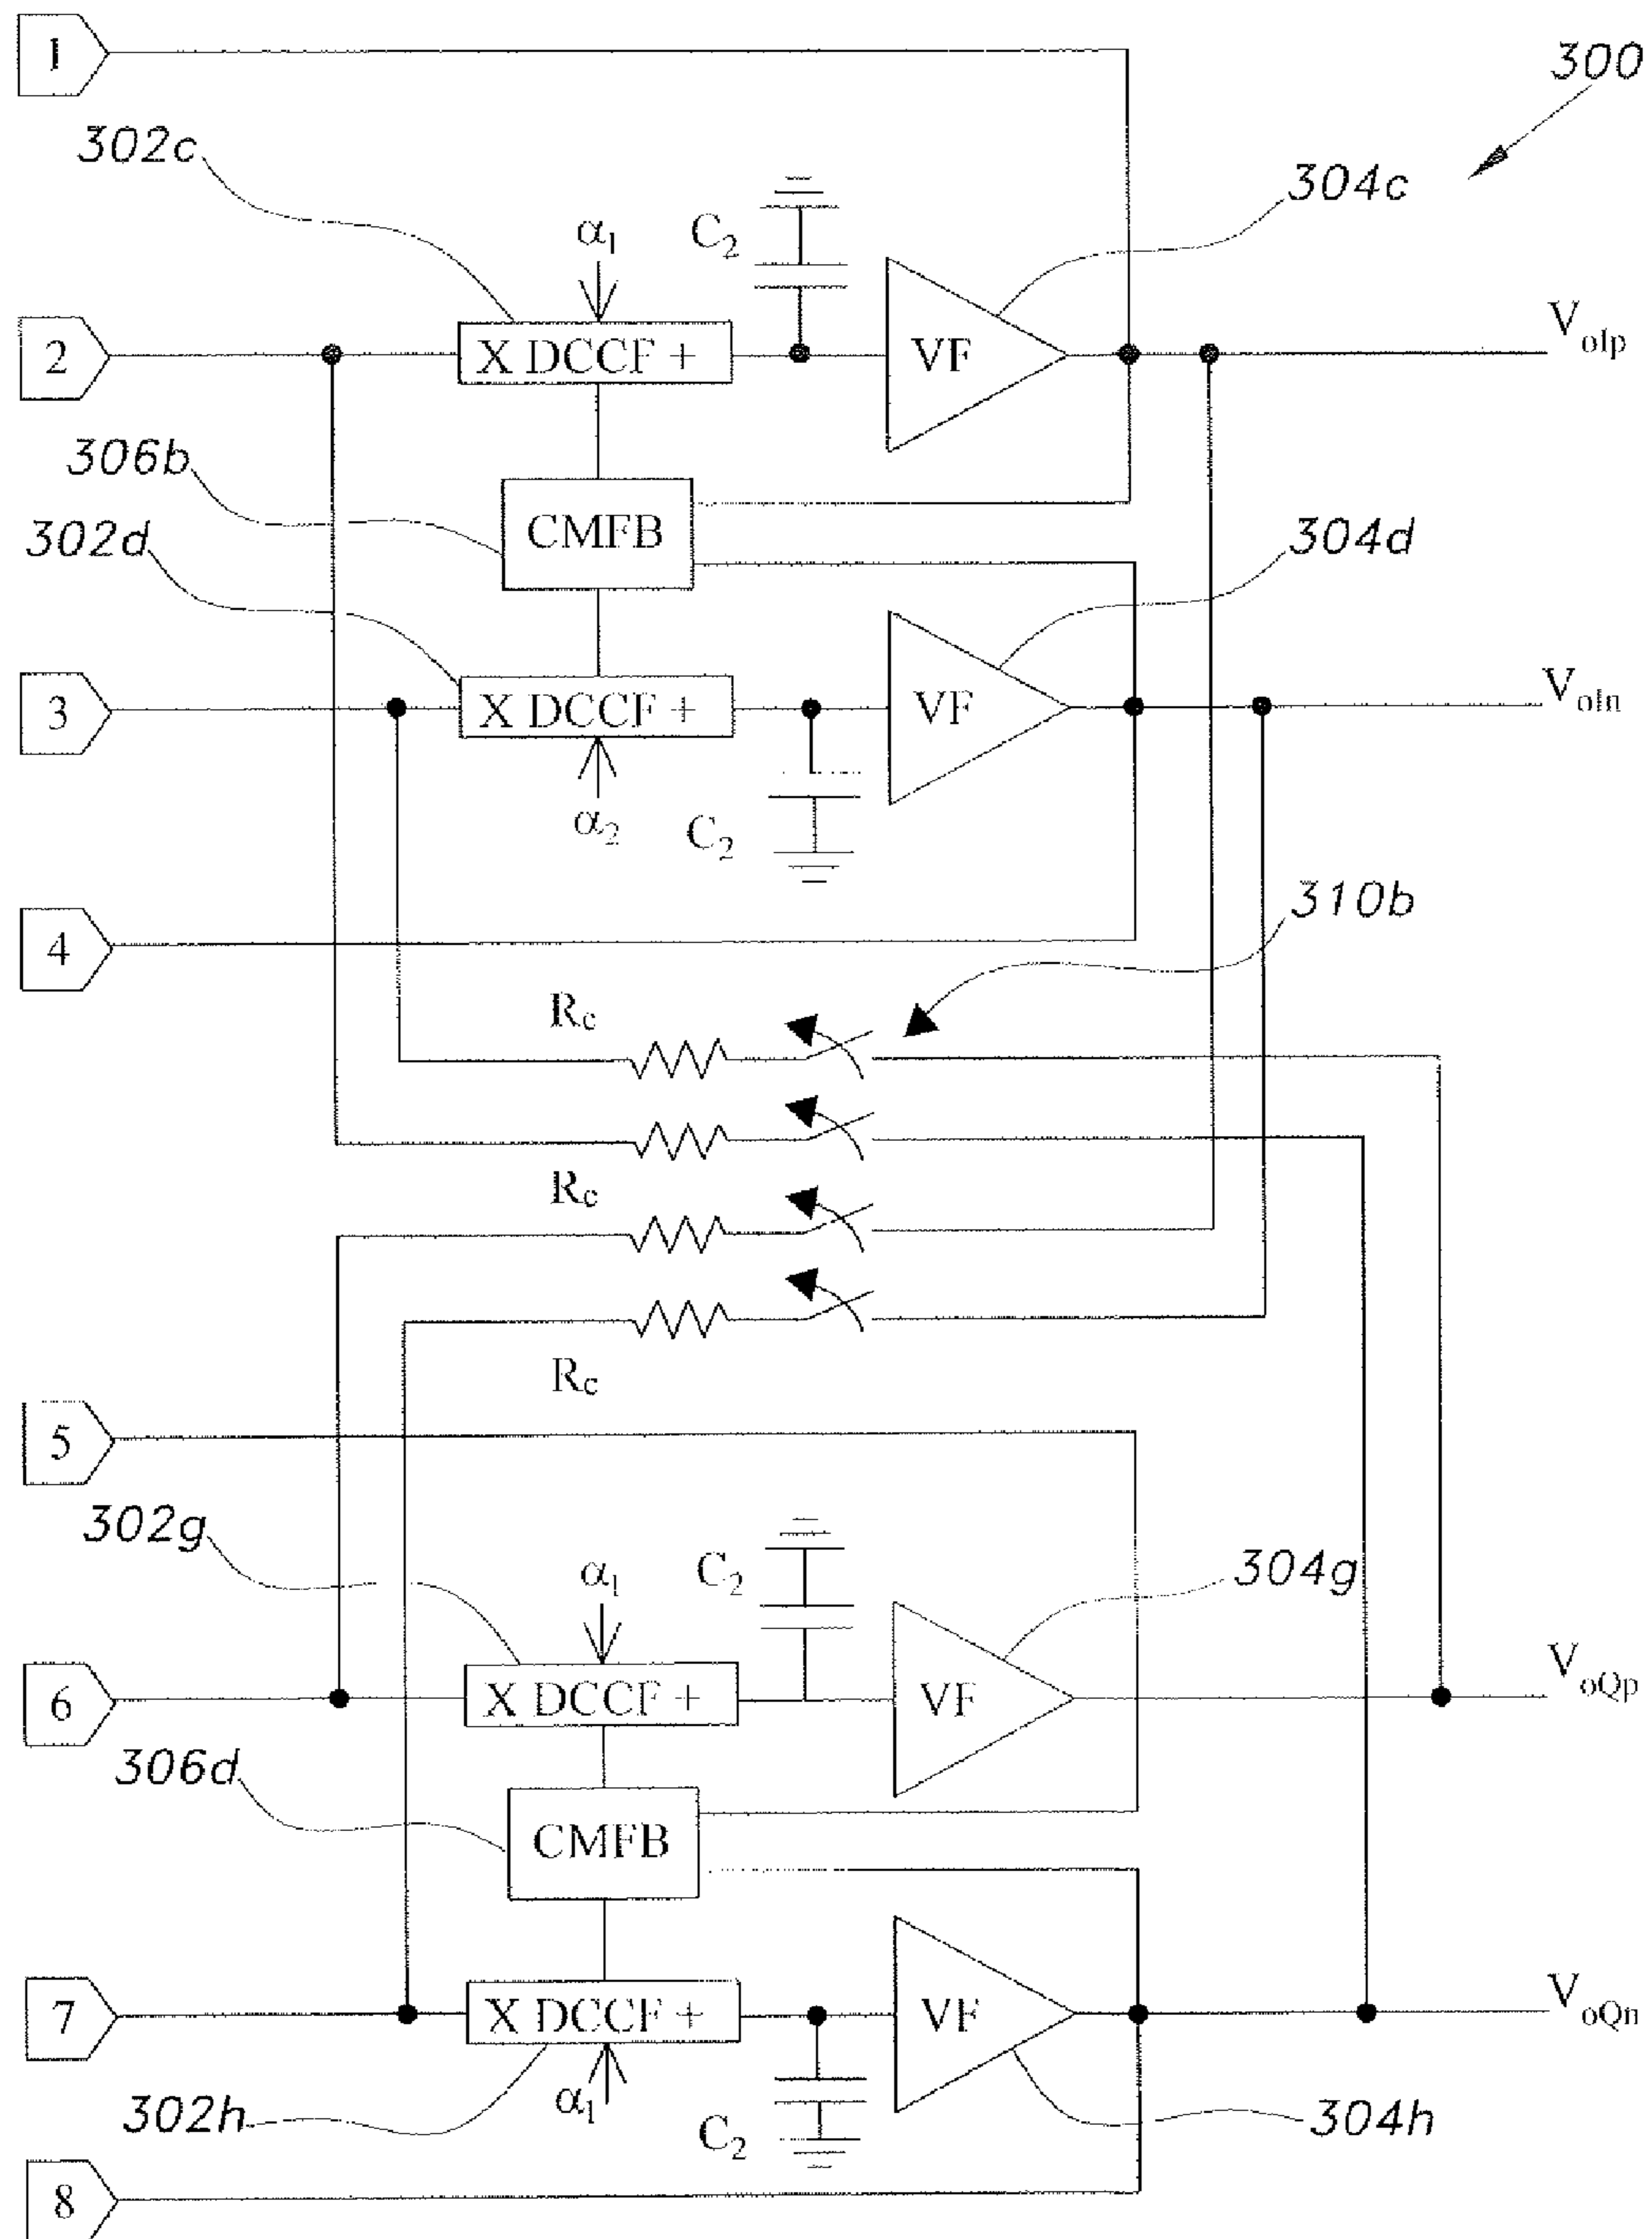 1
300
302c
304c
α1
C2
2
X DCCF +
VF
VoIp
306b
CMFB
302d
304d
3
X DCCF +
VF
VoIn
α2
C2
310b
4
Rc
Rc
Rc
5
302g
α1
C2
304g
6
X DCCF +
VF
VoQp
306d
CMFB
7
X DCCF +
VF
VoQn
302h
α1
C2
304h
8